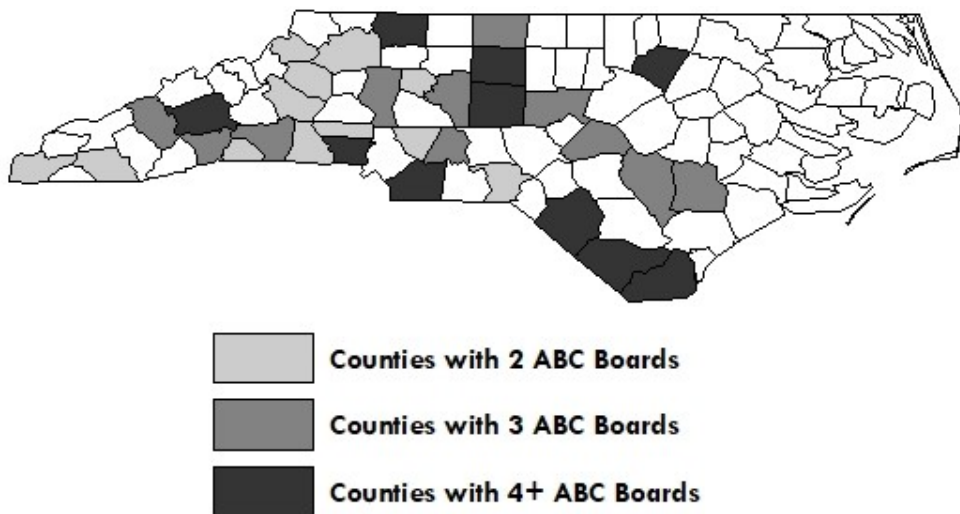 Counties with 2 ABC Boards
Counties with 3 ABC Boards
Counties with 4+ ABC Boards